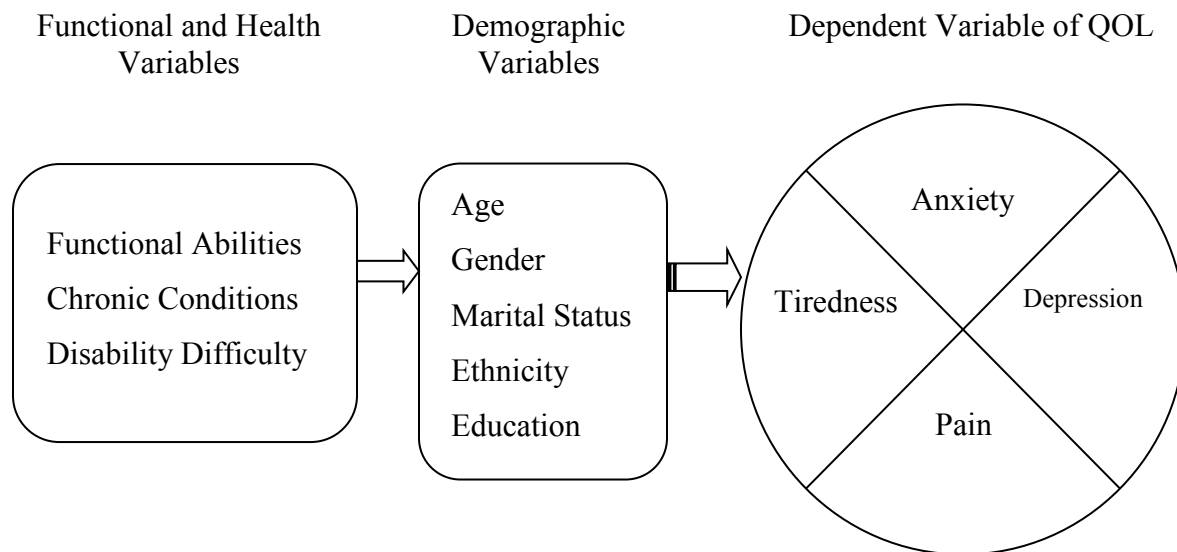 Functional and Health
Variables
Demographic
Variables
Dependent Variable of QOL
Functional Abilities
Chronic Conditions
Disability Difficulty
Age
Gender
Marital Status
Ethnicity
Education
Anxiety
Tiredness
Depression
Pain